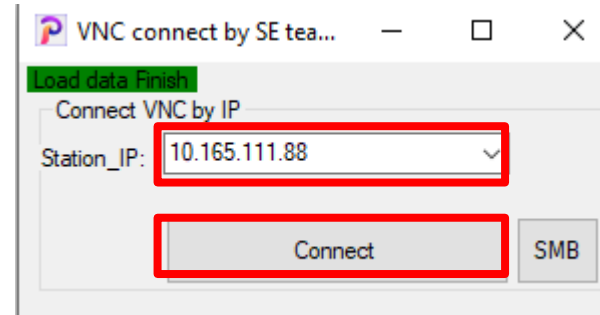 VNC connect by SE tea...
Load data Finish
Connect VNC by IP
Station_IP: 10.165.111.88
Connect SMB